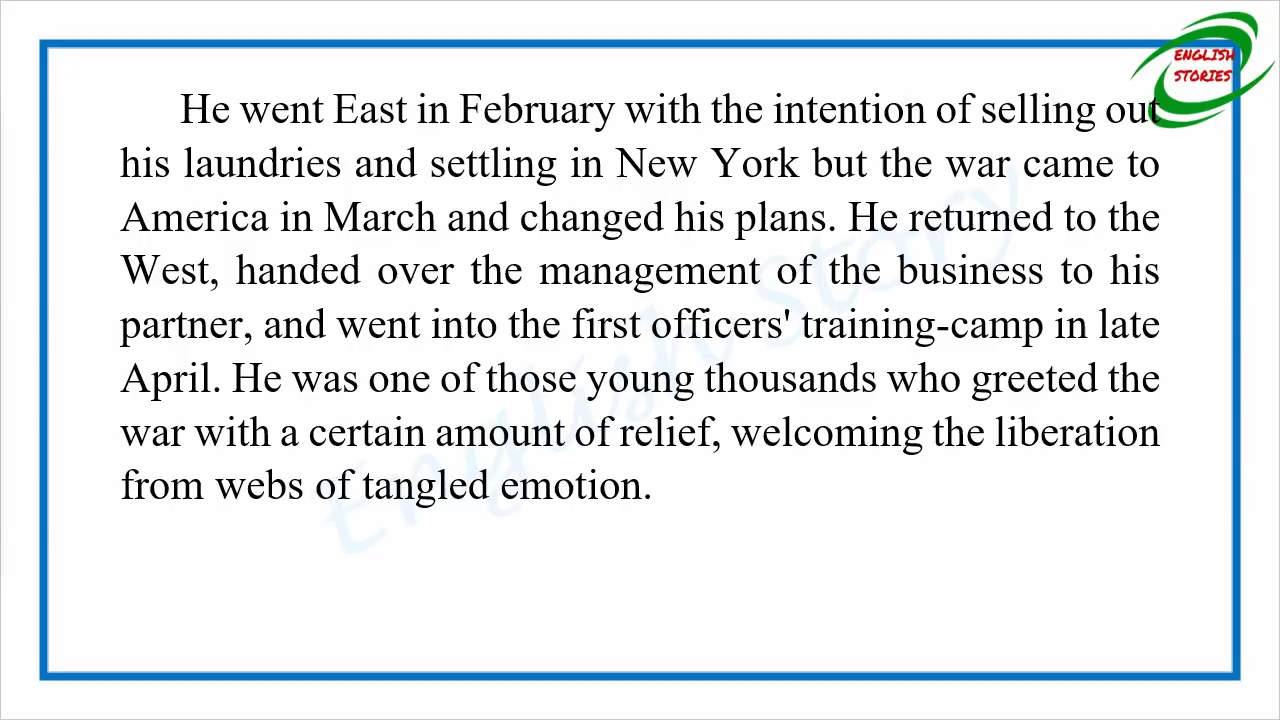 ENGLISH
STORIES
He went East in February with the intention of selling out
his laundries and settling in New York but the war came to
America in March and changed his plans. He returned to the
West, handed over the management of the business to his
partner, and went into the first officers' training-camp in late
April. He was one of those young thousands who greeted the
war with a certain amount of relief, welcoming the liberation
from webs of tangled emotion.
English Story